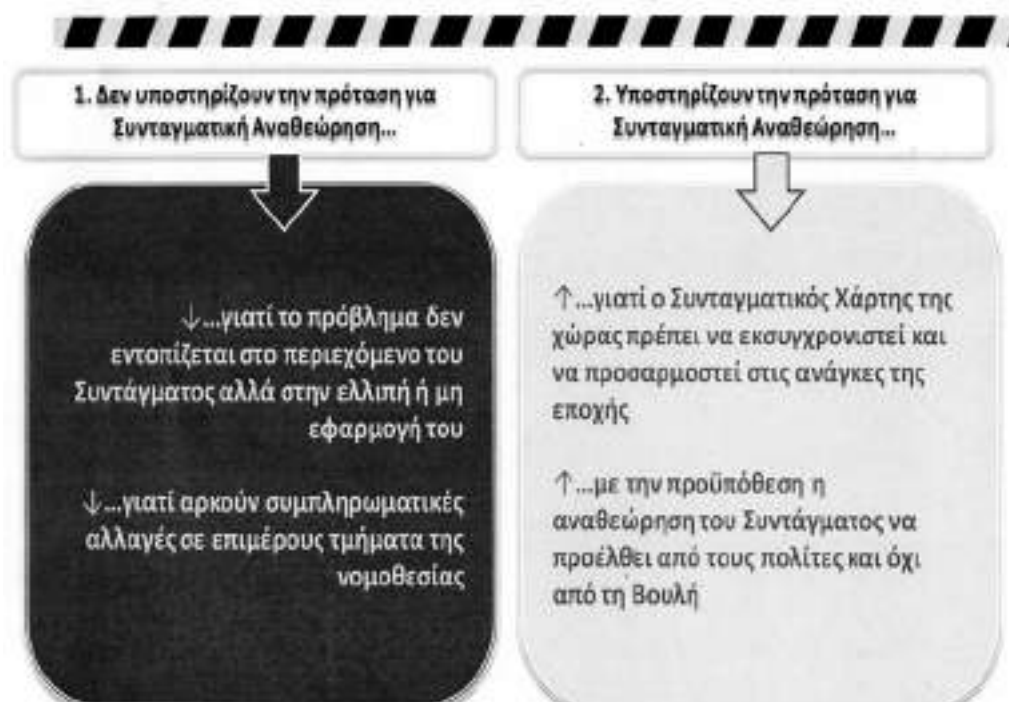 1. Δεν υποστηρίζουν την πρόταση για
Συνταγματική Αναθεώρηση...
↓...γιατί το πρόβλημα δεν
εντοπίζεται στο περιεχόμενο του
Συντάγματος αλλά στην ελλιπή ή μη
εφαρμογή του
↓...γιατί αρκούν συμπληρωματικές
αλλαγές σε επιμέρους τμήματα της
νομοθεσίας
2. Υποστηρίζουν την πρόταση για
Συνταγματική Αναθεώρηση...
↑...γιατί ο Συνταγματικός Χάρτης της
χώρας πρέπει να εκσυγχρονιστεί και
να προσαρμοστεί στις ανάγκες της
εποχής
↑...με την προϋπόθεση η
αναθεώρηση του Συντάγματος να
προέλθει από τους πολίτες και όχι
από τη Βουλή